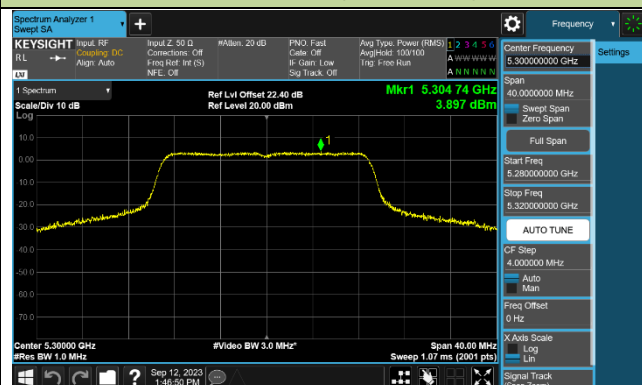 Spectrum Analyzer 1
Swept SA
Frequency
KEYSIGHT
Input: RF
Coupling: DC
Align: Auto
Input Z: 50 Ω
Corrections: Off
Freq Ref: Int (S)
NFE: Off
#Atten: 20 dB
PNO: Fast
Gate: Off
IF Gain: Low
Sig Track: Off
Avg Type: Power (RMS)
Avg|Hold: 100/100
Trig: Free Run
1 2 3 4 5 6
A W W W W W
A N N N N N
R L
LXI
1 Spectrum
Scale/Div 10 dB
Log
Ref Lvl Offset 22.40 dB
Ref Level 20.00 dBm
Mkr1 5.304 74 GHz
3.897 dBm
1
10.0
0.00
-10.0
-20.0
-30.0
-40.0
-50.0
-60.0
-70.0
Center 5.30000 GHz
#Res BW 1.0 MHz
#Video BW 3.0 MHz*
Span 40.00 MHz
Sweep 1.07 ms (2001 pts)
Center Frequency
5.300000000 GHz
Settings
Span
40.0000000 MHz
Swept Span
Zero Span
Full Span
Start Freq
5.280000000 GHz
Stop Freq
5.320000000 GHz
AUTO TUNE
CF Step
4.000000 MHz
Auto
Man
Freq Offset
0 Hz
X Axis Scale
Log
Lin
Signal Track
(Span Zoom)
Sep 12, 2023
1:46:50 PM